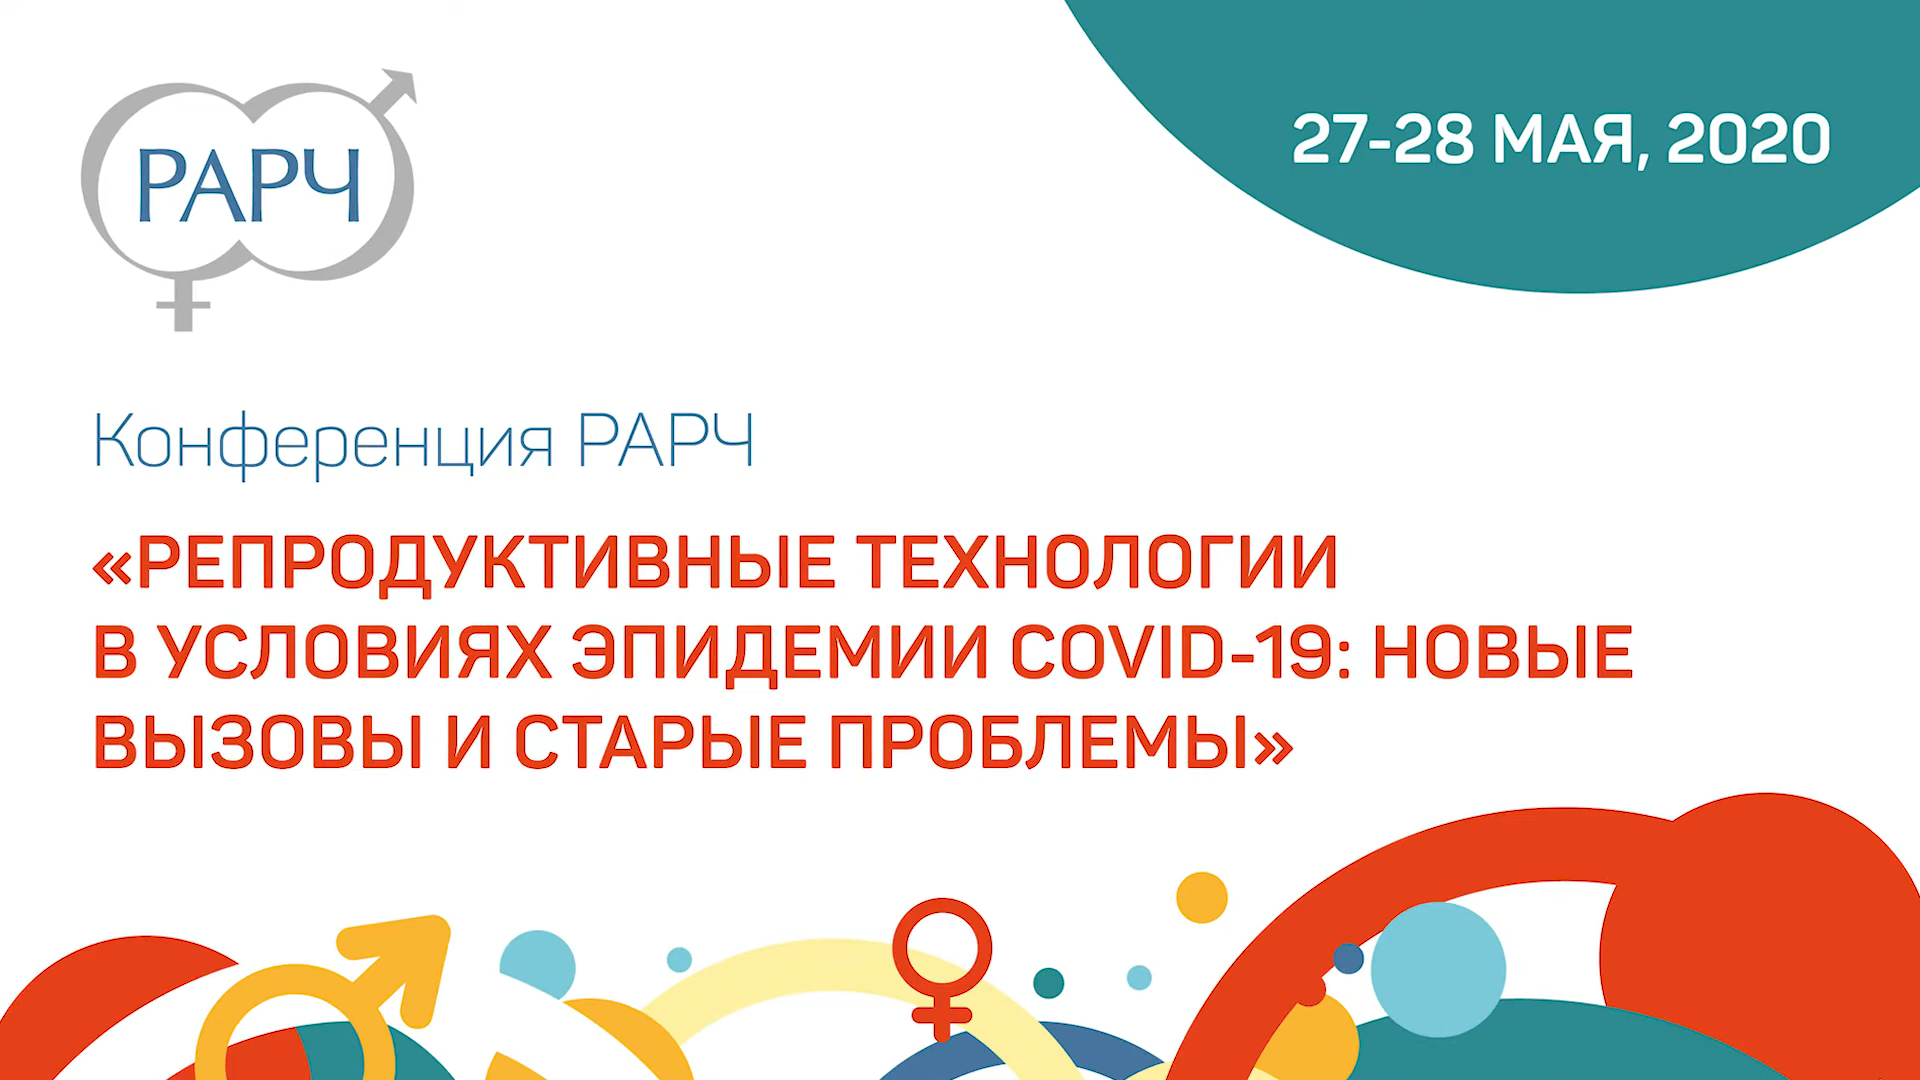 РАРЧ
27-28 МАЯ, 2020
Конференция РАРЧ
«РЕПРОДУКТИВНЫЕ ТЕХНОЛОГИИ
В УСЛОВИЯХ ЭПИДЕМИИ COVID-19: НОВЫЕ
ВЫЗОВЫ И СТАРЫЕ ПРОБЛЕМЫ»